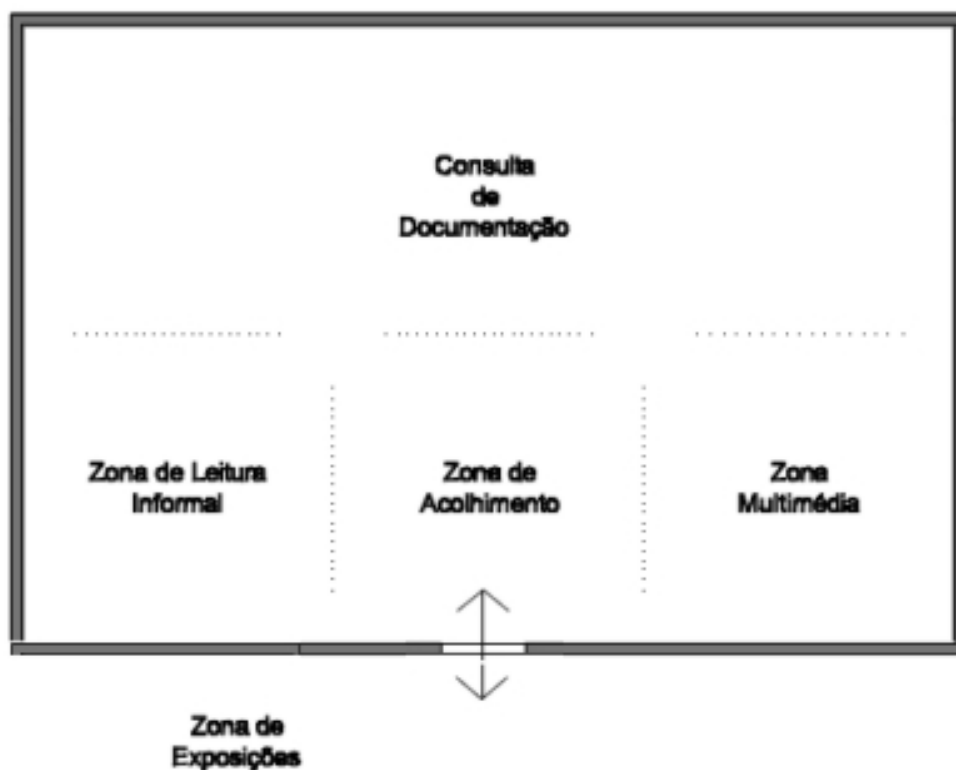 Consulta
de
Documentação
Zona de Leitura
Informal
Zona de
Acolhimento
Zona
Multimédia
Zona de
Exposições